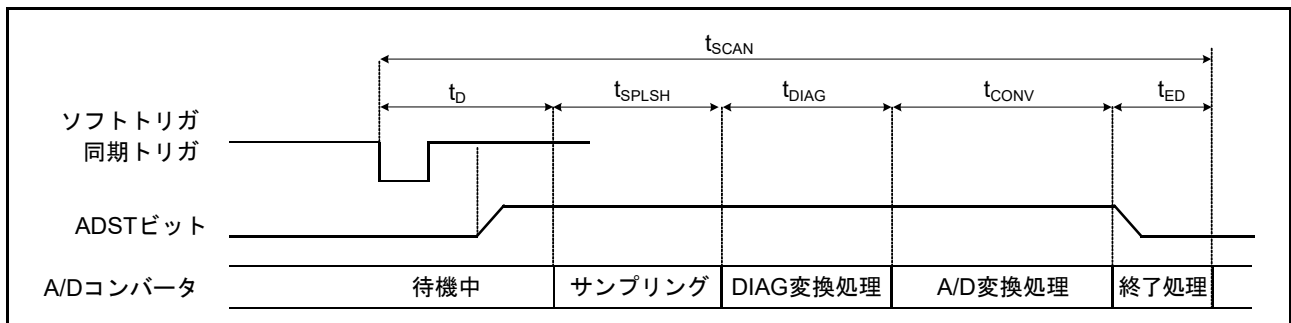 tSCAN
tD tSPLSH tDIAG tCONV tED
ソフトトリガ
同期トリガ
ADSTビット
A/Dコンバータ 待機中 サンプリング DIAG変換処理 A/D変換処理 終了処理